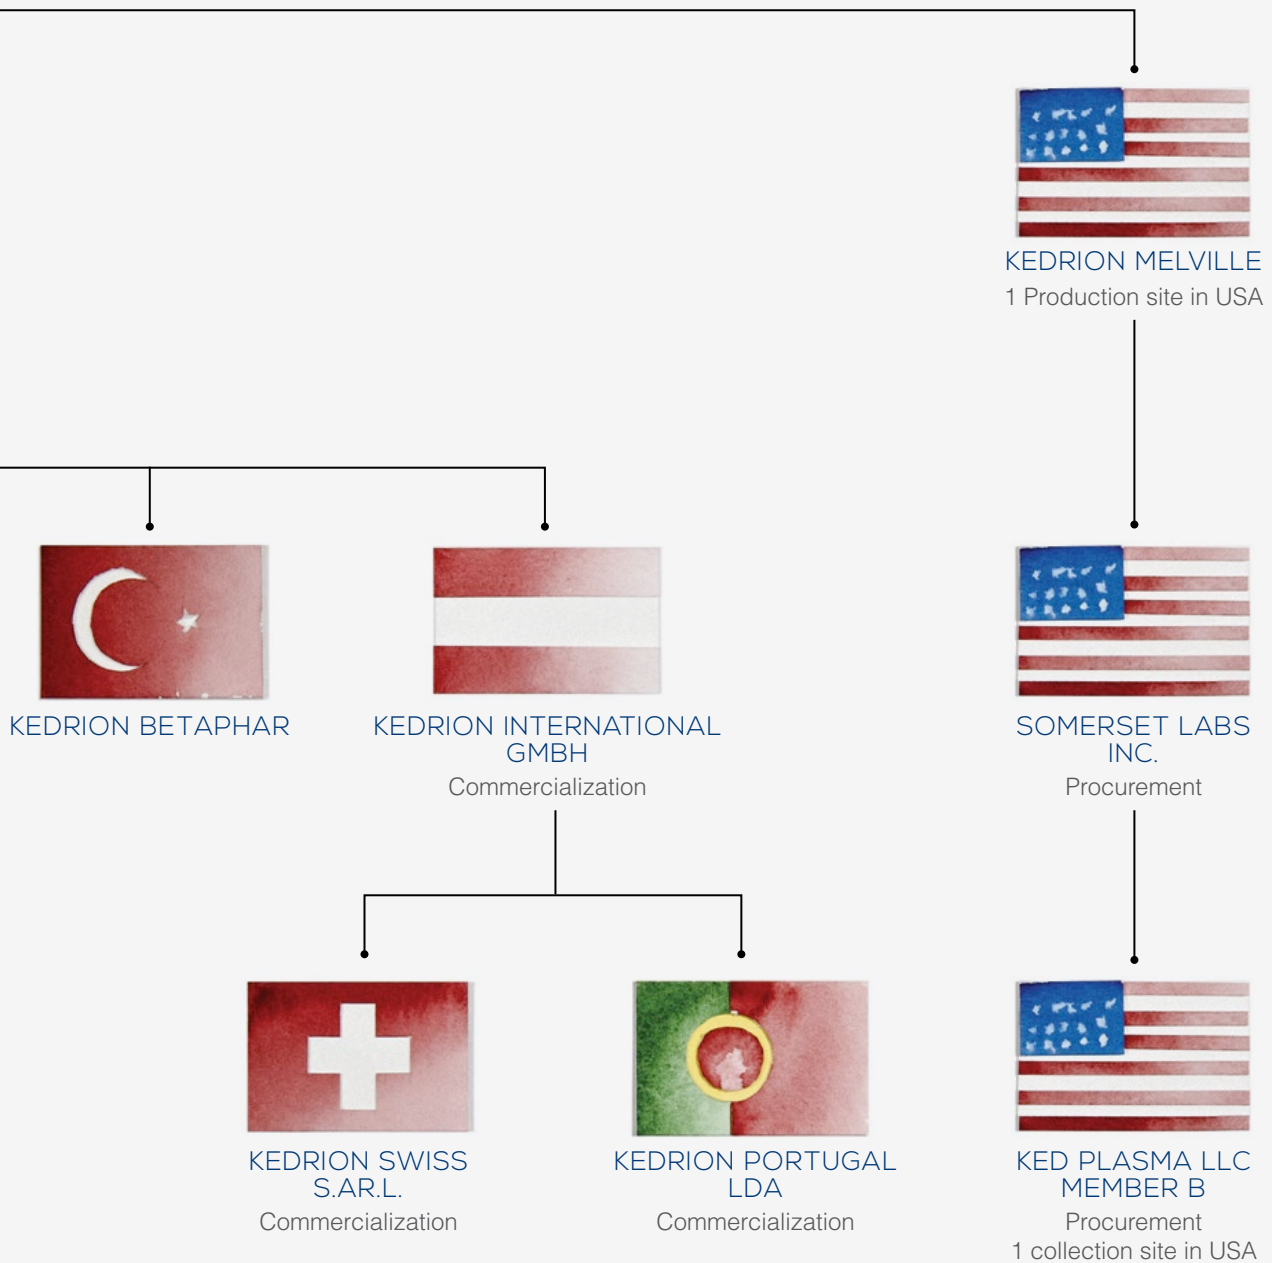 KEDRION MELVILLE
1 Production site in USA
KEDRION BETAPHAR
KEDRION INTERNATIONAL
GMBH
Commercialization
SOMERSET LABS
INC.
Procurement
KEDRION SWISS
S.AR.L.
Commercialization
KEDRION PORTUGAL
LDA
Commercialization
KED PLASMA LLC
MEMBER B
Procurement
1 collection site in USA